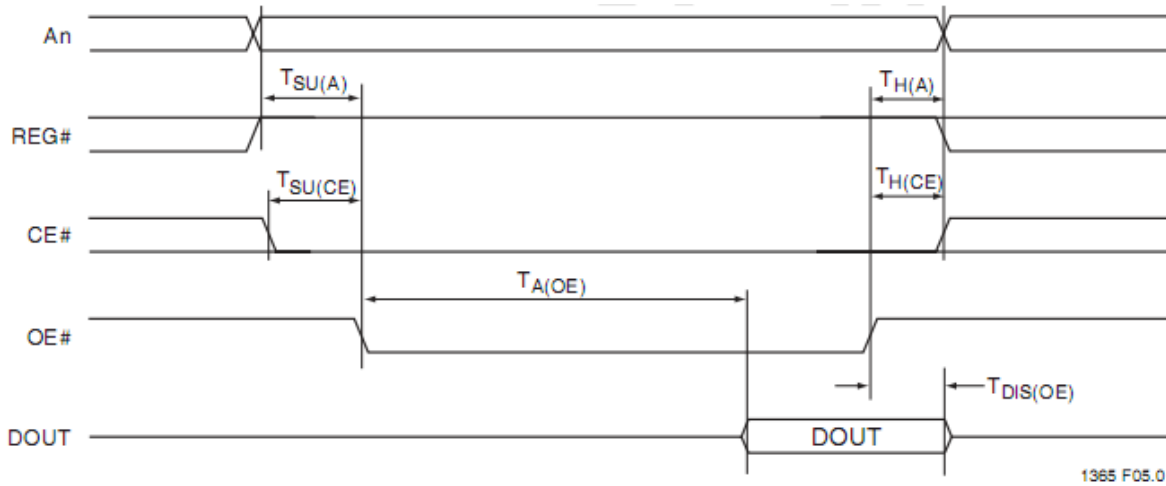 An
TSU(A)
TH(A)
REG#
TSU(CE)
TH(CE)
CE#
TA(OE)
OE#
TDIS(OE)
DOUT
DOUT
1365 F05.0